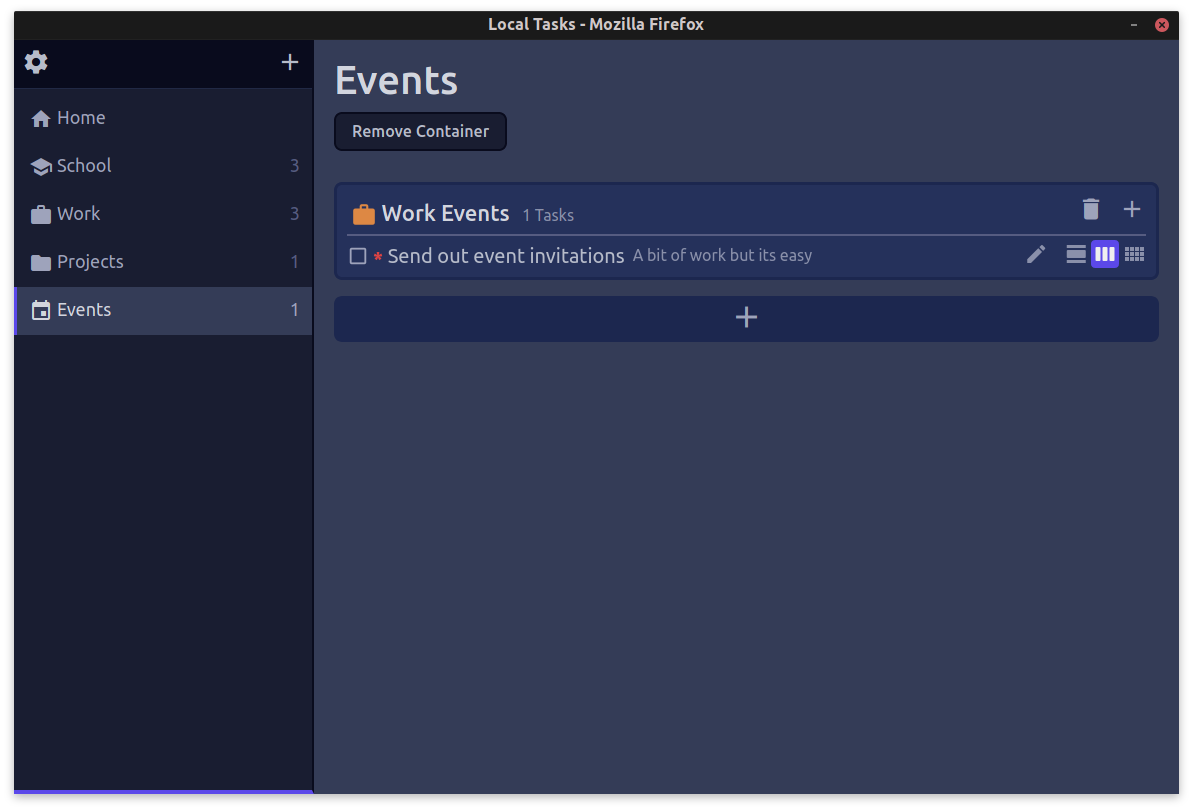 Local Tasks - Mozilla Firefox
Home
School 3
Work 3
Projects 1
Events 1
Events
Remove Container
Work Events 1 Tasks
* Send out event invitations A bit of work but its easy